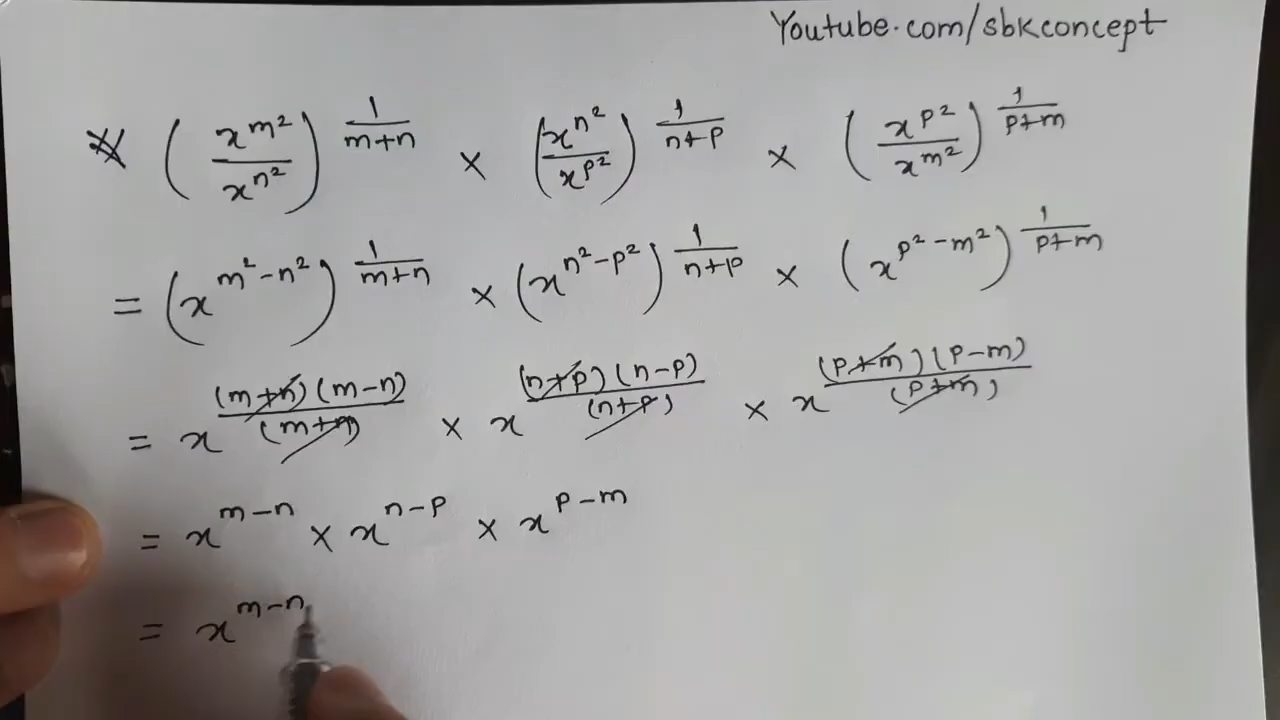 Youtube.com/sbkconcept
(x^m² / x^n²)^(1/(m+n)) × (x^n² / x^p²)^(1/(n+p)) × (x^p² / x^m²)^(1/(p+m))
= (x^(m²-n²))^(1/(m+n)) × (x^(n²-p²))^(1/(n+p)) × (x^(p²-m²))^(1/(p+m))
= x^((m+n)(m-n)/(m+n)) × x^((n+p)(n-p)/(n+p)) × x^((p+m)(p-m)/(p+m))
= x^(m-n) × x^(n-p) × x^(p-m)
= x^(m-n)